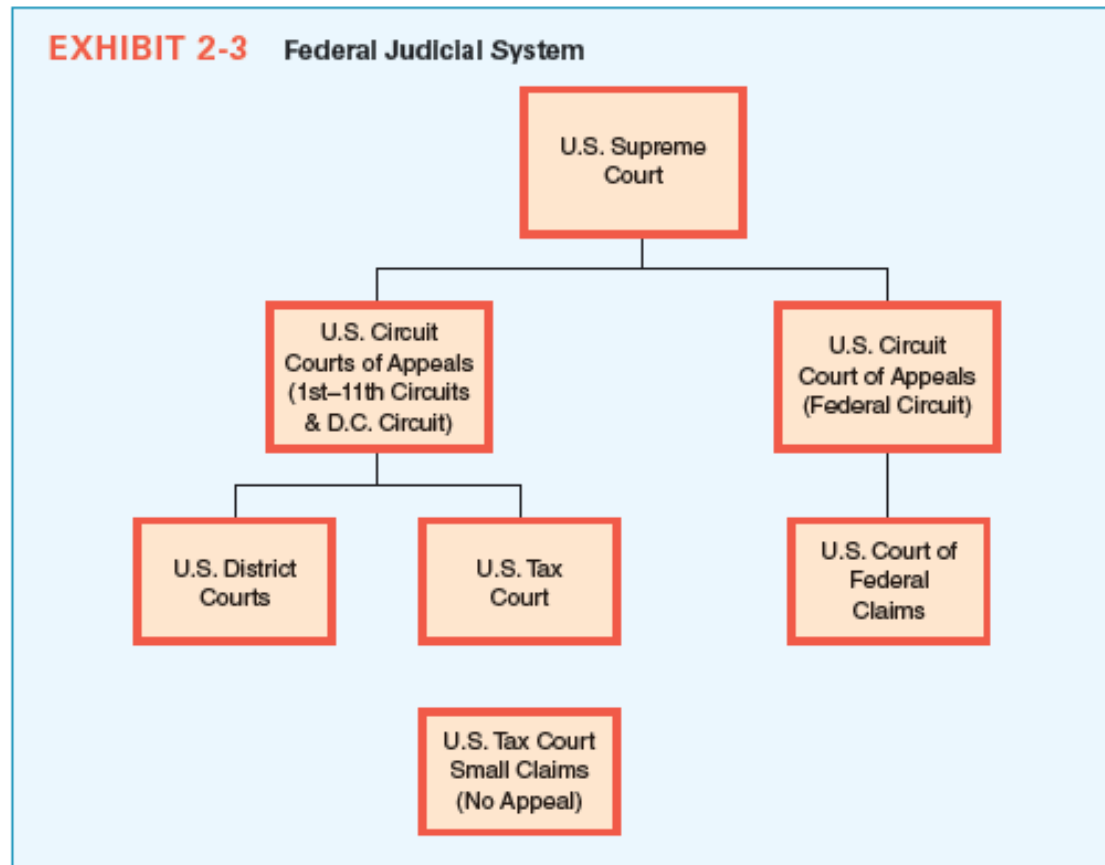 EXHIBIT 2-3 Federal Judicial System
U.S. Supreme
Court
U.S. Circuit
Courts of Appeals
(1st–11th Circuits
& D.C. Circuit)
U.S. Circuit
Court of Appeals
(Federal Circuit)
U.S. District
Courts
U.S. Tax
Court
U.S. Court of
Federal
Claims
U.S. Tax Court
Small Claims
(No Appeal)